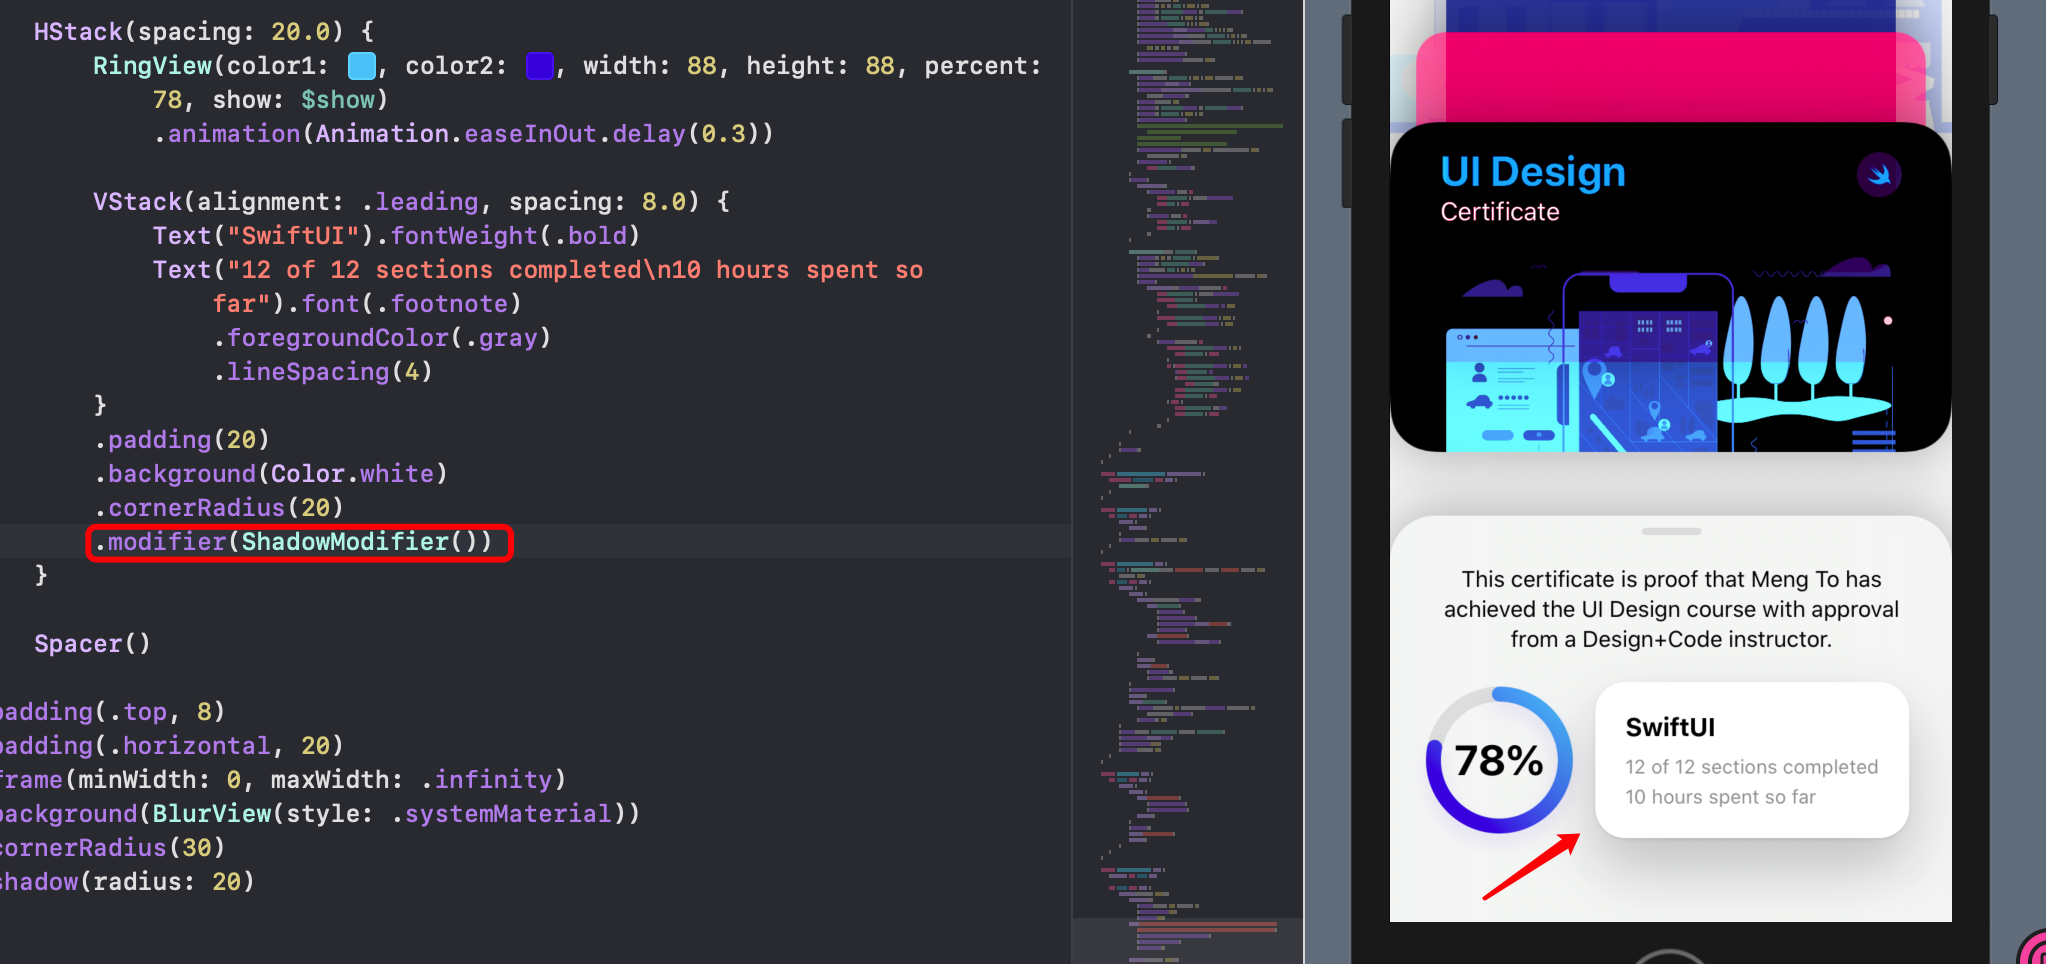 HStack(spacing: 20.0) {
RingView(color1: , color2: , width: 88, height: 88, percent:
78, show: $show)
.animation(Animation.easeInOut.delay(0.3))
VStack(alignment: .leading, spacing: 8.0) {
Text("SwiftUI").fontWeight(.bold)
Text("12 of 12 sections completed\n10 hours spent so
far").font(.footnote)
.foregroundColor(.gray)
.lineSpacing(4)
}
.padding(20)
.background(Color.white)
.cornerRadius(20)
.modifier(ShadowModifier())
}
Spacer()
padding(.top, 8)
padding(.horizontal, 20)
frame(minWidth: 0, maxWidth: .infinity)
background(BlurView(style: .systemMaterial))
cornerRadius(30)
shadow(radius: 20)
UI Design
Certificate
This certificate is proof that Meng To has
achieved the UI Design course with approval
from a Design+Code instructor.
78%
SwiftUI
12 of 12 sections completed
10 hours spent so far